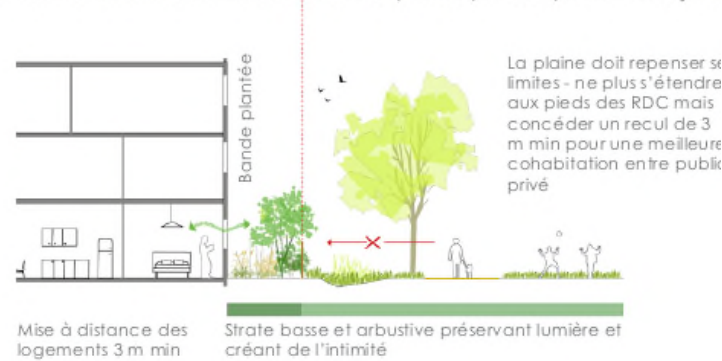 Bande plantée
La plaine doit repenser se
limites - ne plus s'étendre
aux pieds des RDC mais
concéder un recul de 3
m min pour une meilleure
cohabitation entre public
privé
Mise à distance des
logements 3 m min
Strate basse et arbustive préservant lumière et
créant de l'intimité